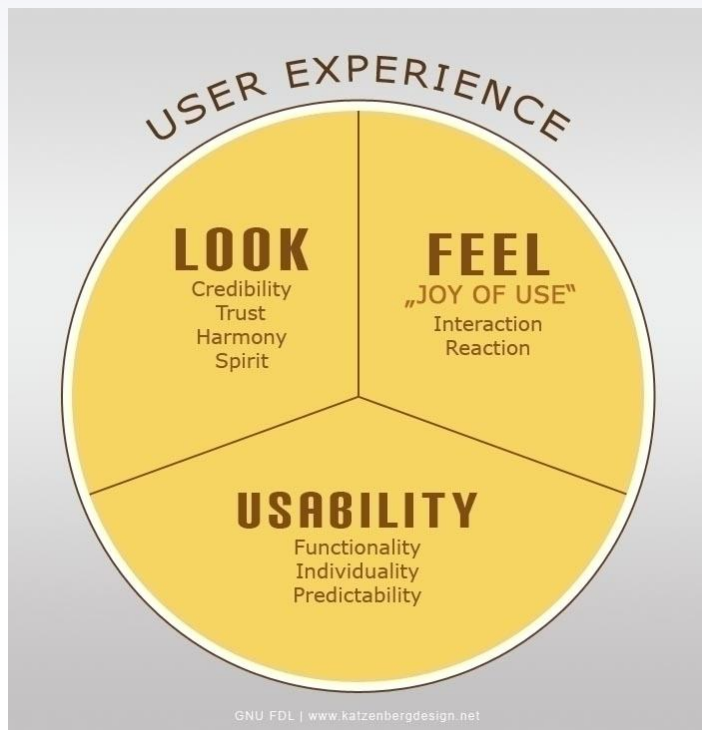 USER EXPERIENCE
LOOK
Credibility
Trust
Harmony
Spirit
FEEL
„JOY OF USE“
Interaction
Reaction
USABILITY
Functionality
Individuality
Predictability
GNU FDL | www.katzenbergdesign.net